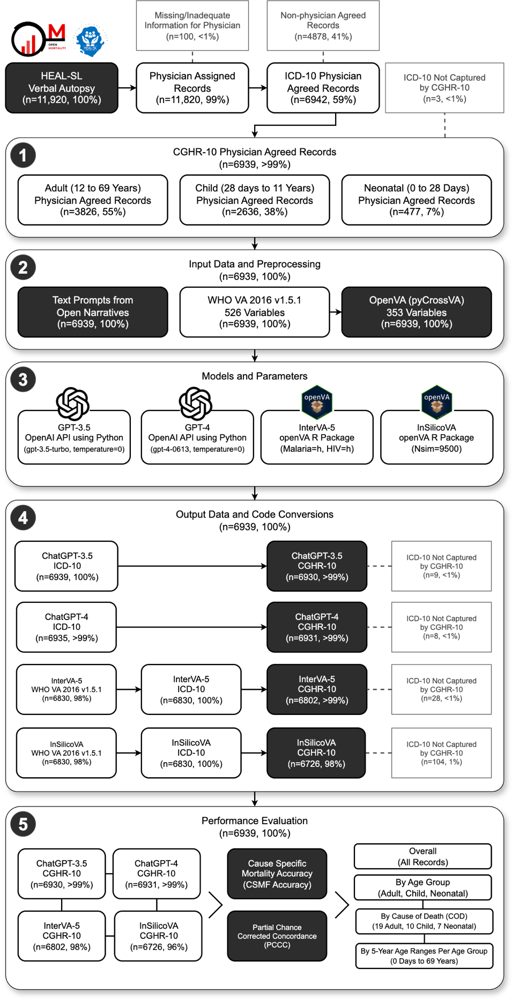 Missing/Inadequate
Information for Physician
(n=100, <1%)
Non-physician Agreed
Records
(n=4878, 41%)
M
OPEN
MORTALITY
HEAL-SL
HEAL-SL
Verbal Autopsy
(n=11,920, 100%)
Physician Assigned
Records
(n=11,820, 99%)
ICD-10 Physician
Agreed Records
(n=6942, 59%)
ICD-10 Not Captured
by CGHR-10
(n=3, <1%)
1
CGHR-10 Physician Agreed Records
(n=6939, >99%)
Adult (12 to 69 Years)
Physician Agreed Records
(n=3826, 55%)
Child (28 days to 11 Years)
Physician Agreed Records
(n=2636, 38%)
Neonatal (0 to 28 Days)
Physician Agreed Records
(n=477, 7%)
2
Input Data and Preprocessing
(n=6939, 100%)
Text Prompts from
Open Narratives
(n=6939, 100%)
WHO VA 2016 v1.5.1
526 Variables
(n=6939, 100%)
OpenVA (pyCrossVA)
353 Variables
(n=6939, 100%)
3
Models and Parameters
GPT-3.5
OpenAI API using Python
(gpt-3.5-turbo, temperature=0)
GPT-4
OpenAI API using Python
(gpt-4-0613, temperature=0)
openVA
InterVA-5
openVA R Package
(Malaria=h, HIV=h)
openVA
InSilicoVA
openVA R Package
(Nsim=9500)
4
Output Data and Code Conversions
(n=6939, 100%)
ChatGPT-3.5
ICD-10
(n=6939, 100%)
ChatGPT-3.5
CGHR-10
(n=6930, >99%)
ICD-10 Not Captured
by CGHR-10
(n=9, <1%)
ChatGPT-4
ICD-10
(n=6935, >99%)
ChatGPT-4
CGHR-10
(n=6931, >99%)
ICD-10 Not Captured
by CGHR-10
(n=8, <1%)
InterVA-5
WHO VA 2016 v1.5.1
(n=6830, 98%)
InterVA-5
ICD-10
(n=6830, 100%)
InterVA-5
CGHR-10
(n=6802, >99%)
ICD-10 Not Captured
by CGHR-10
(n=28, <1%)
InSilicoVA
WHO VA 2016 v1.5.1
(n=6830, 98%)
InSilicoVA
ICD-10
(n=6830, 100%)
InSilicoVA
CGHR-10
(n=6726, 98%)
ICD-10 Not Captured
by CGHR-10
(n=104, 1%)
5
Performance Evaluation
(n=6939, 100%)
ChatGPT-3.5
CGHR-10
(n=6930, >99%)
ChatGPT-4
CGHR-10
(n=6931, >99%)
InterVA-5
CGHR-10
(n=6802, 98%)
InSilicoVA
CGHR-10
(n=6726, 96%)
Cause Specific
Mortality Accuracy
(CSMF Accuracy)
Partial Chance
Corrected Concordance
(PCCC)
Overall
(All Records)
By Age Group
(Adult, Child, Neonatal)
By Cause of Death (COD)
(19 Adult, 10 Child, 7 Neonatal)
By 5-Year Age Ranges Per Age Group
(0 Days to 69 Years)